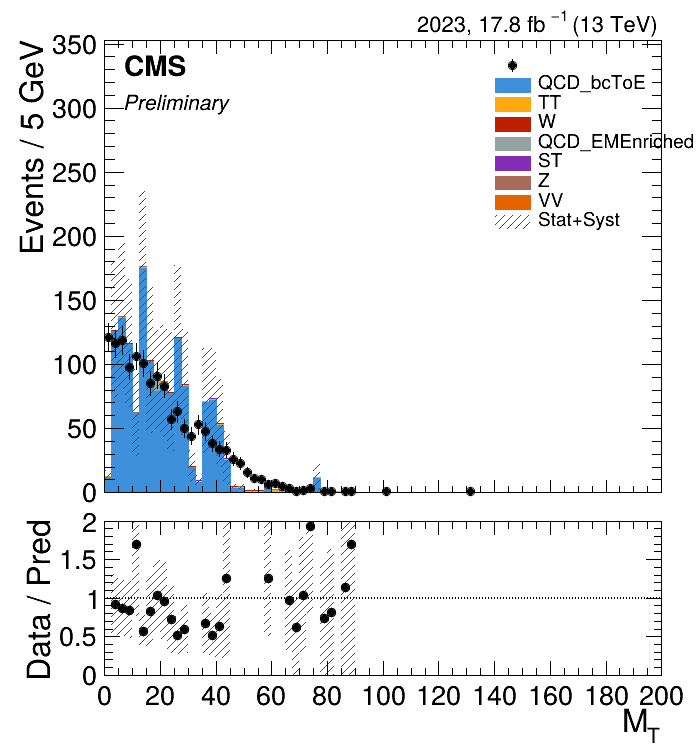 2023, 17.8 fb⁻¹ (13 TeV)
CMS
Preliminary
Events / 5 GeV
350
300
250
200
150
100
50
0
QCD_bcToE
TT
W
QCD_EMEnriched
ST
Z
VV
Stat+Syst
Data / Pred
2
1.5
1
0.5
0
0 20 40 60 80 100 120 140 160 180 200
M_T